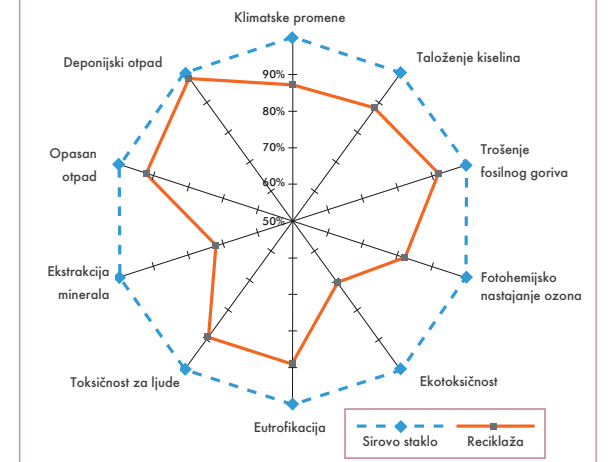 Klimatske promene
Deponijski otpad
Taloženje kiselina
90%
80%
70%
60%
50%
Opasan
otpad
Trošenje
fosilnog goriva
Ekstrakcija
minerala
Fotohemijsko
nastajanje ozona
Toksičnost za ljude
Ekotoksičnost
Eutrofikacija
Sirovo staklo
Reciklaža